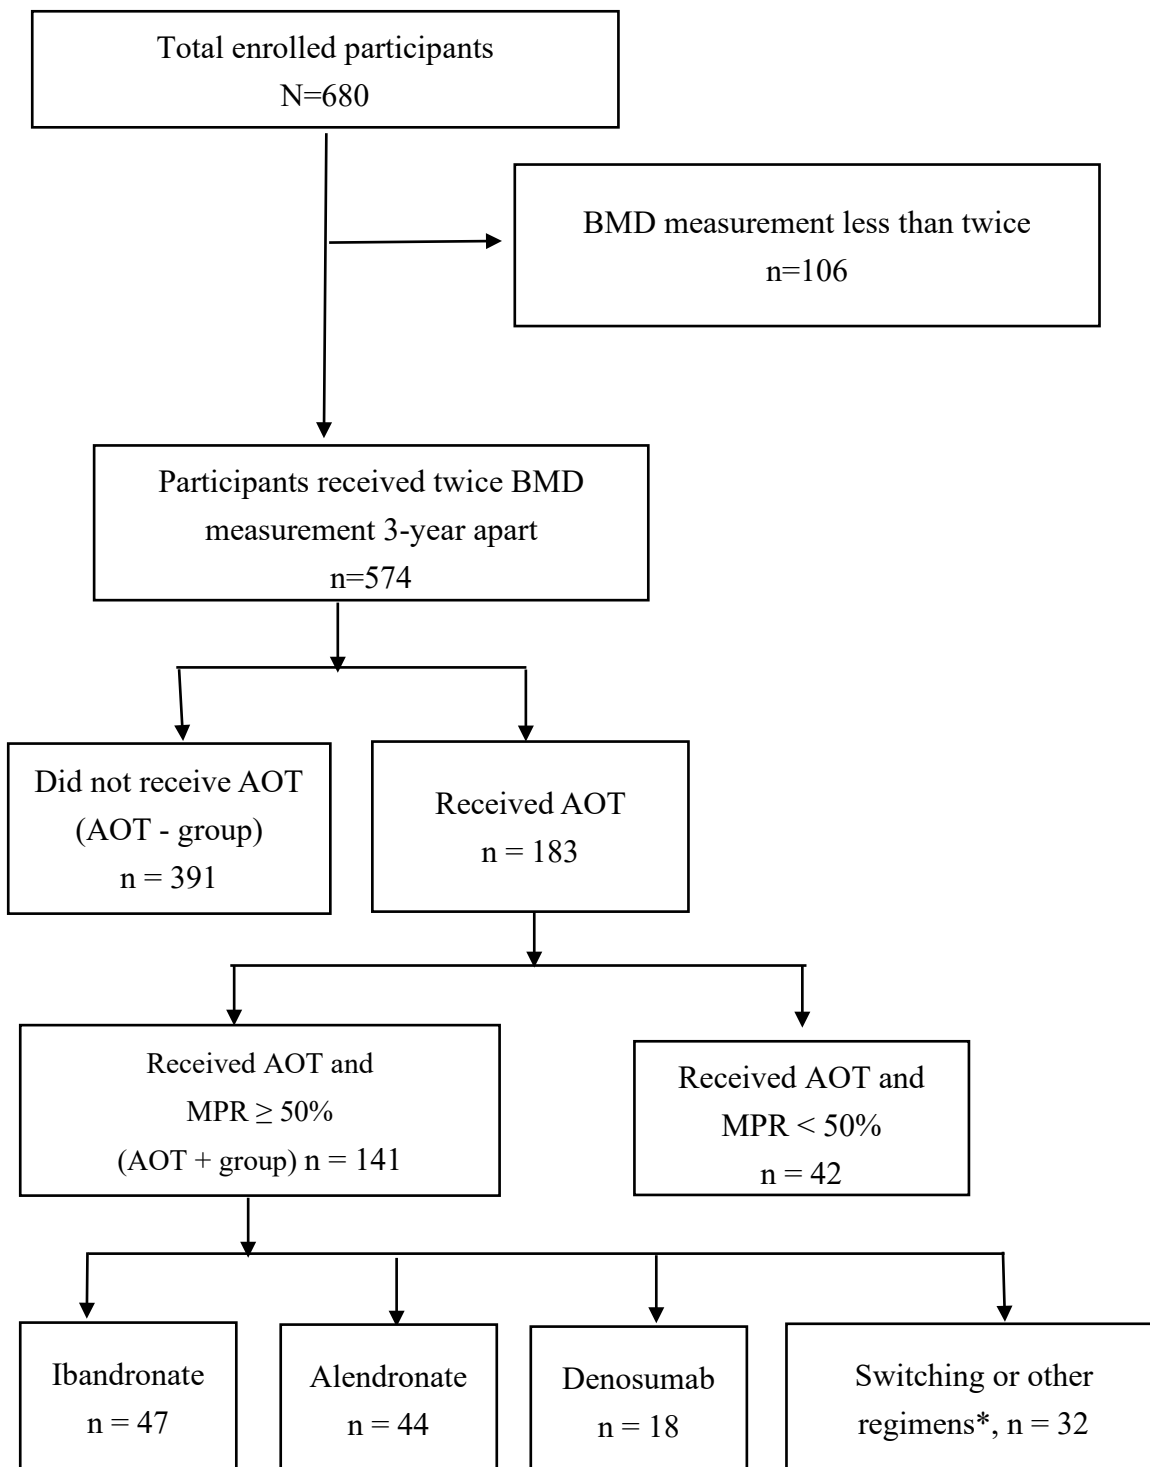 Total enrolled participants
N=680
BMD measurement less than twice
n=106
Participants received twice BMD
measurement 3-year apart
n=574
Did not receive AOT
(AOT - group)
n = 391
Received AOT
n = 183
Received AOT and
MPR ≥ 50%
(AOT + group) n = 141
Received AOT and
MPR < 50%
n = 42
Ibandronate
n = 47
Alendronate
n = 44
Denosumab
n = 18
Switching or other
regimens*, n = 32